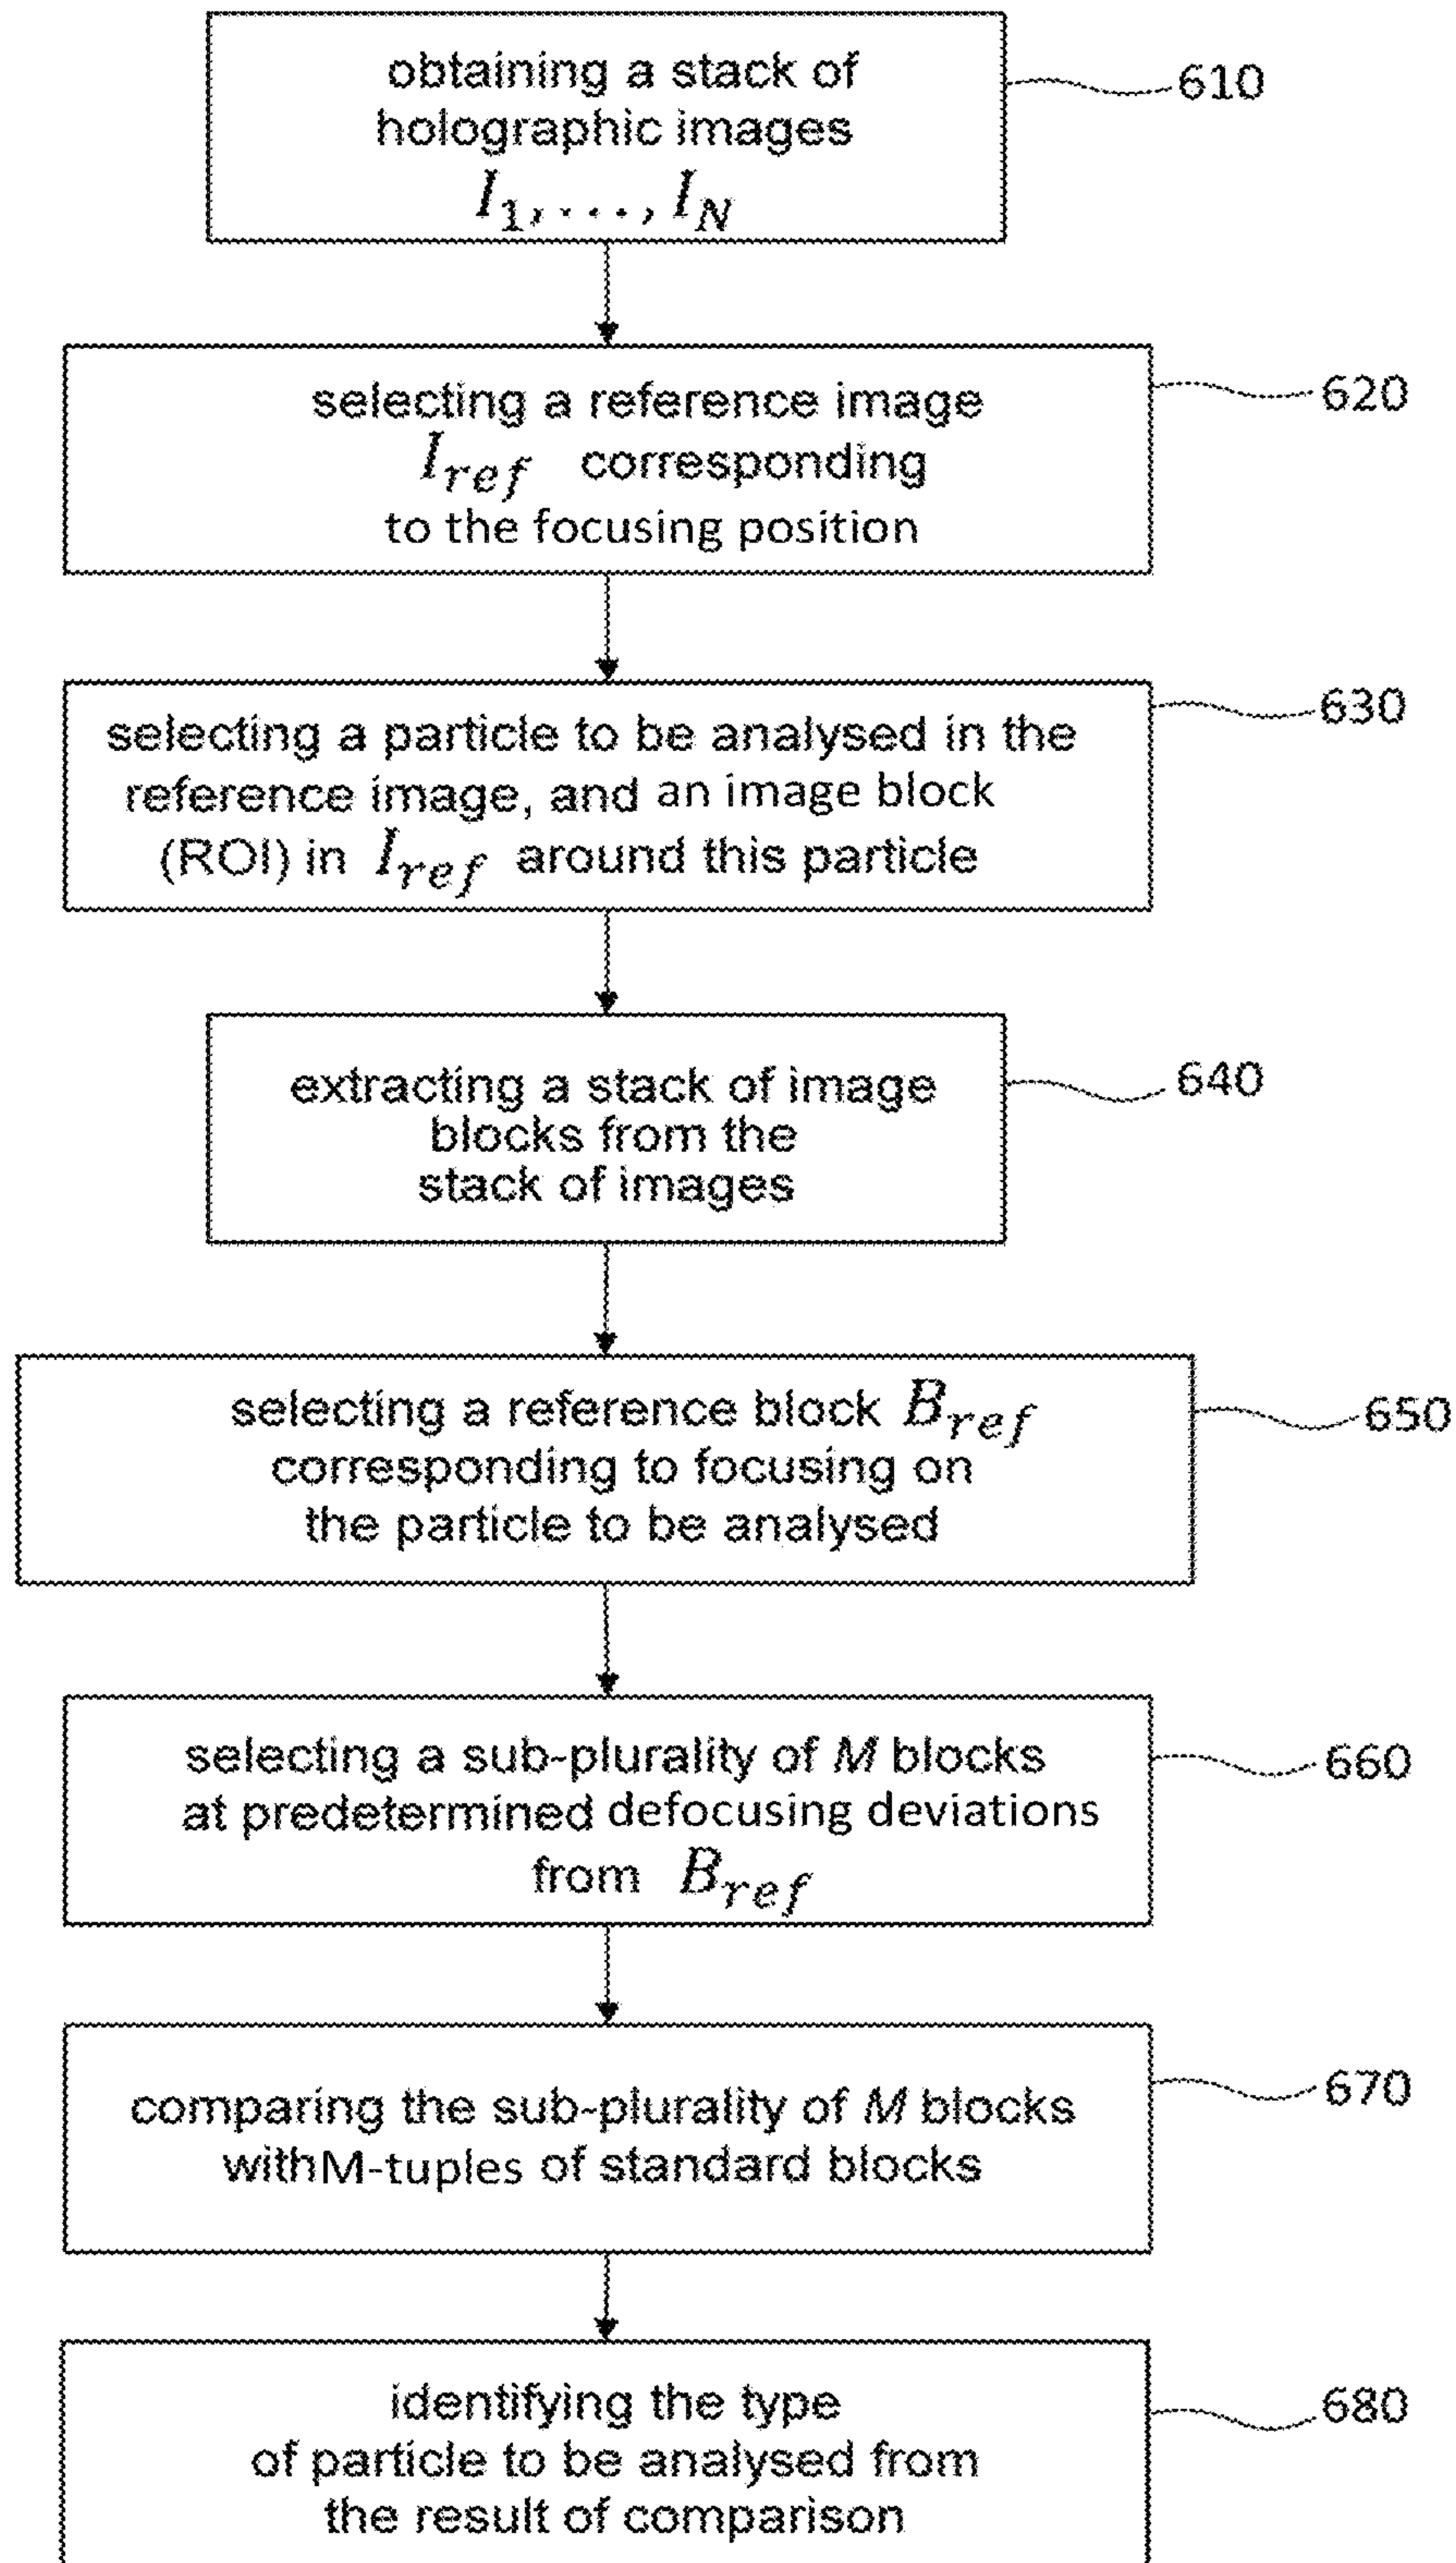 obtaining a stack of
holographic images
I1, ..., IN
610
selecting a reference image
Iref corresponding
to the focusing position
620
selecting a particle to be analysed in the
reference image, and an image block
(ROI) in Iref around this particle
630
extracting a stack of image
blocks from the
stack of images
640
selecting a reference block Bref
corresponding to focusing on
the particle to be analysed
650
selecting a sub-plurality of M blocks
at predetermined defocusing deviations
from Bref
660
comparing the sub-plurality of M blocks
withM-tuples of standard blocks
670
identifying the type
of particle to be analysed from
the result of comparison
680